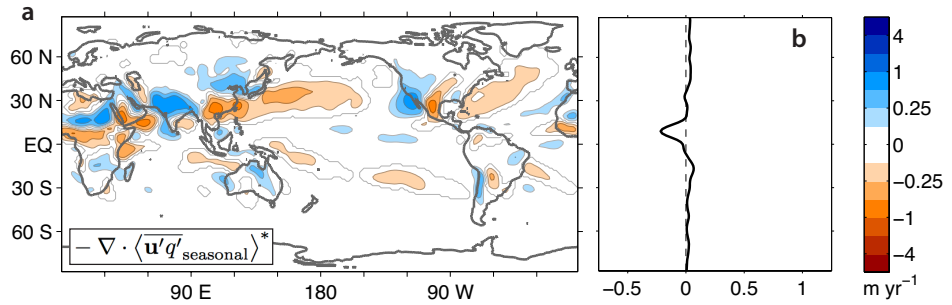 a
b
60 N
30 N
EQ
30 S
60 S
− ∇ · ⟨u′q′seasonal⟩*
90 E 180 90 W
−0.5 0 0.5 1
4
1
0.25
0
−0.25
−1
−4
m yr−1